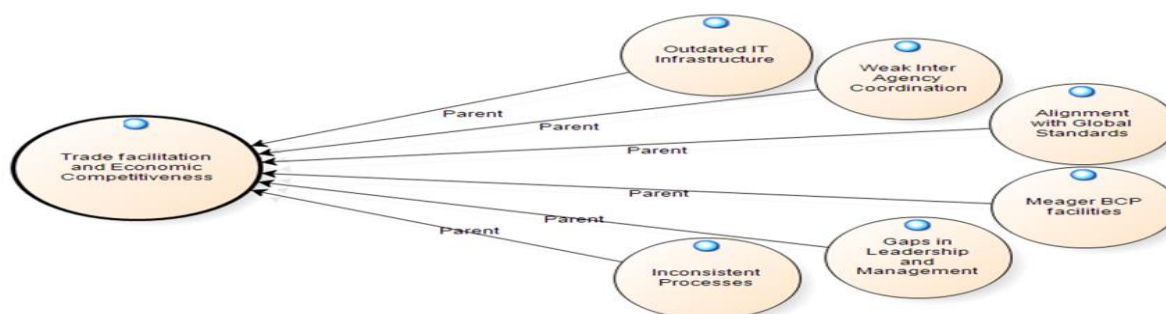 Outdated IT
Infrastructure
Weak Inter
Agency
Coordination
Alignment
with Global
Standards
Trade facilitation
and Economic
Competitiveness
Meager BCP
facilities
Gaps in
Leadership
and
Management
Inconsistent
Processes
Parent
Parent
Parent
Parent
Parent
Parent